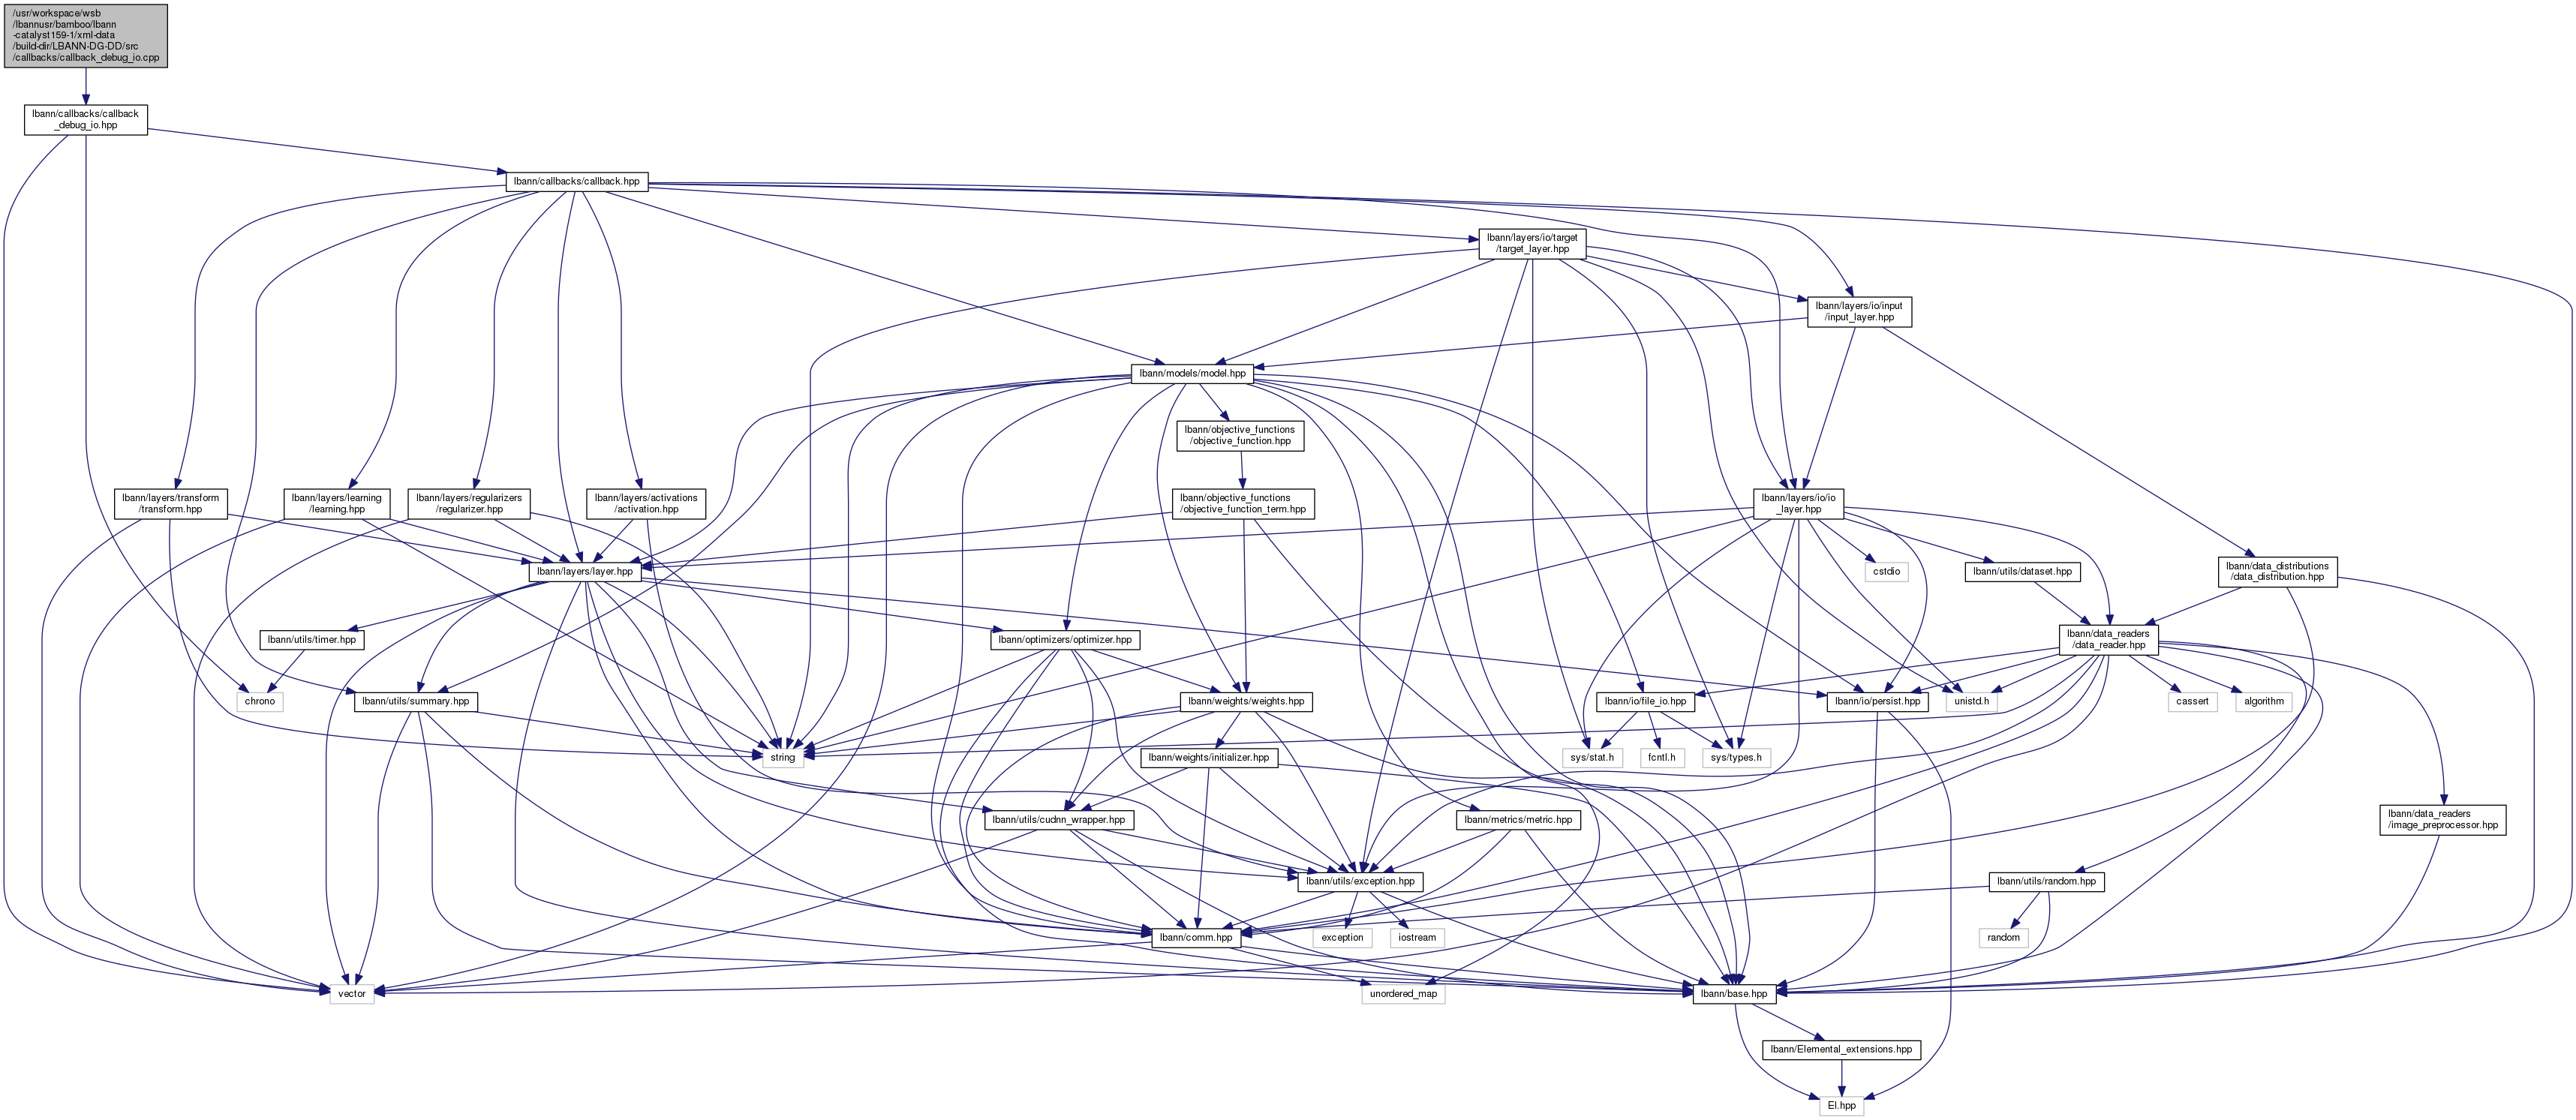 /usr/workspace/wsb
/lbannusr/bamboo/lbann
-catalyst159-1/xml-data
/build-dir/LBANN-DG-DD/src
/callbacks/callback_debug_io.cpp
lbann/callbacks/callback
_debug_io.hpp
lbann/callbacks/callback.hpp
lbann/layers/io/target
/target_layer.hpp
lbann/layers/io/input
/input_layer.hpp
lbann/models/model.hpp
lbann/objective_functions
/objective_function.hpp
lbann/layers/transform
/transform.hpp
lbann/layers/learning
/learning.hpp
lbann/layers/regularizers
/regularizer.hpp
lbann/layers/activations
/activation.hpp
lbann/objective_functions
/objective_function_term.hpp
lbann/layers/io/io
_layer.hpp
lbann/layers/layer.hpp
cstdio
lbann/utils/dataset.hpp
lbann/data_distributions
/data_distribution.hpp
lbann/utils/timer.hpp
lbann/optimizers/optimizer.hpp
lbann/data_readers
/data_reader.hpp
chrono
lbann/utils/summary.hpp
lbann/weights/weights.hpp
lbann/io/file_io.hpp
lbann/io/persist.hpp
unistd.h
cassert
algorithm
string
lbann/weights/initializer.hpp
sys/stat.h
fcntl.h
sys/types.h
lbann/utils/cudnn_wrapper.hpp
lbann/metrics/metric.hpp
lbann/data_readers
/image_preprocessor.hpp
lbann/utils/exception.hpp
lbann/utils/random.hpp
lbann/comm.hpp
exception
iostream
random
vector
unordered_map
lbann/base.hpp
lbann/Elemental_extensions.hpp
El.hpp